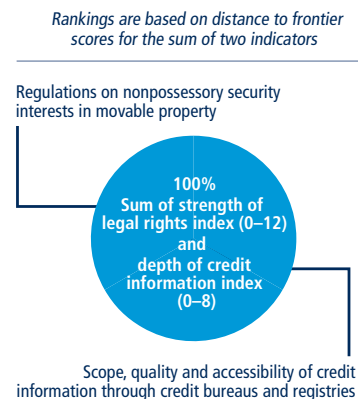 Rankings are based on distance to frontier
scores for the sum of two indicators
Regulations on nonpossessory security
interests in movable property
100%
Sum of strength of
legal rights index (0–12)
and
depth of credit
information index
(0–8)
Scope, quality and accessibility of credit
information through credit bureaus and registries